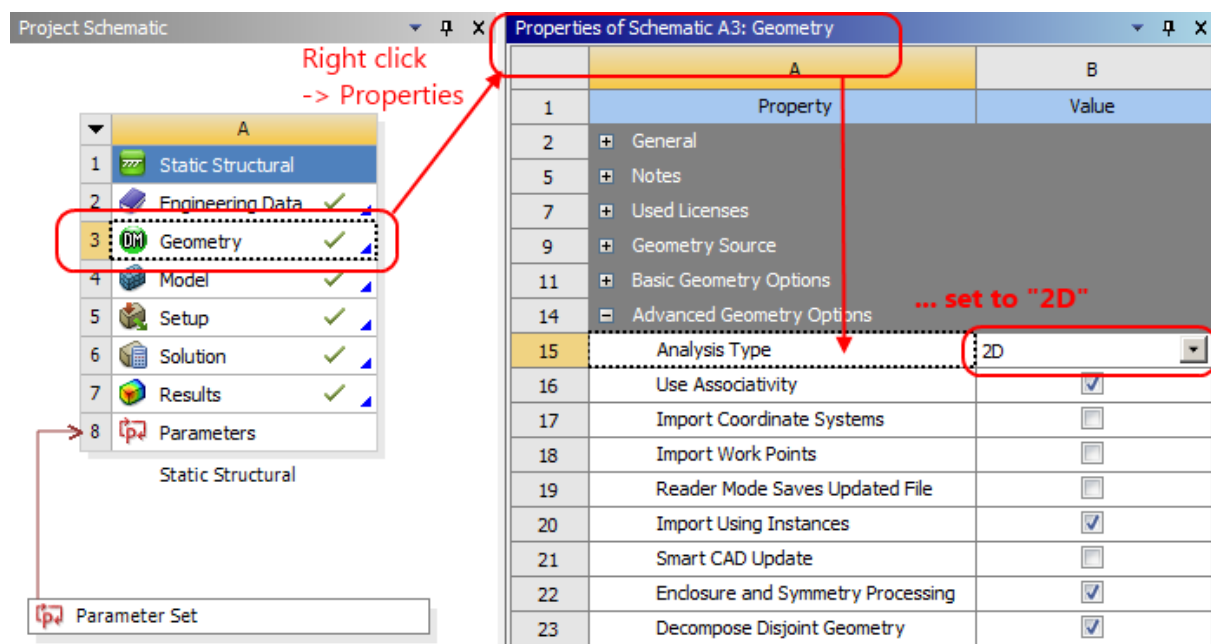 Project Schematic
Right click
-> Properties
A
1 Static Structural
2 Engineering Data
3 DM Geometry
4 Model
5 Setup
6 Solution
7 Results
8 Parameters
Static Structural
Parameter Set
Properties of Schematic A3: Geometry
A B
1 Property Value
2 General
5 Notes
7 Used Licenses
9 Geometry Source
11 Basic Geometry Options
... set to "2D"
14 Advanced Geometry Options
15 Analysis Type 2D
16 Use Associativity
17 Import Coordinate Systems
18 Import Work Points
19 Reader Mode Saves Updated File
20 Import Using Instances
21 Smart CAD Update
22 Enclosure and Symmetry Processing
23 Decompose Disjoint Geometry